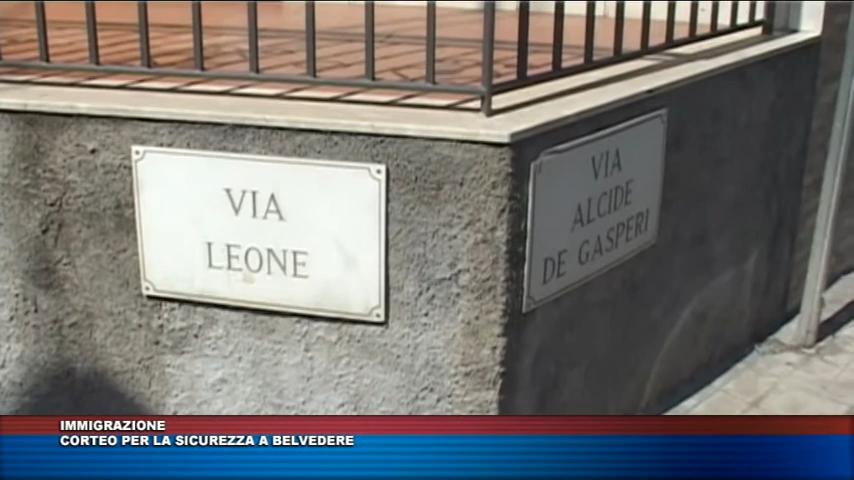 VIA
LEONE
VIA
ALCIDE
DE GASPERI
IMMIGRAZIONE
CORTEO PER LA SICUREZZA A BELVEDERE